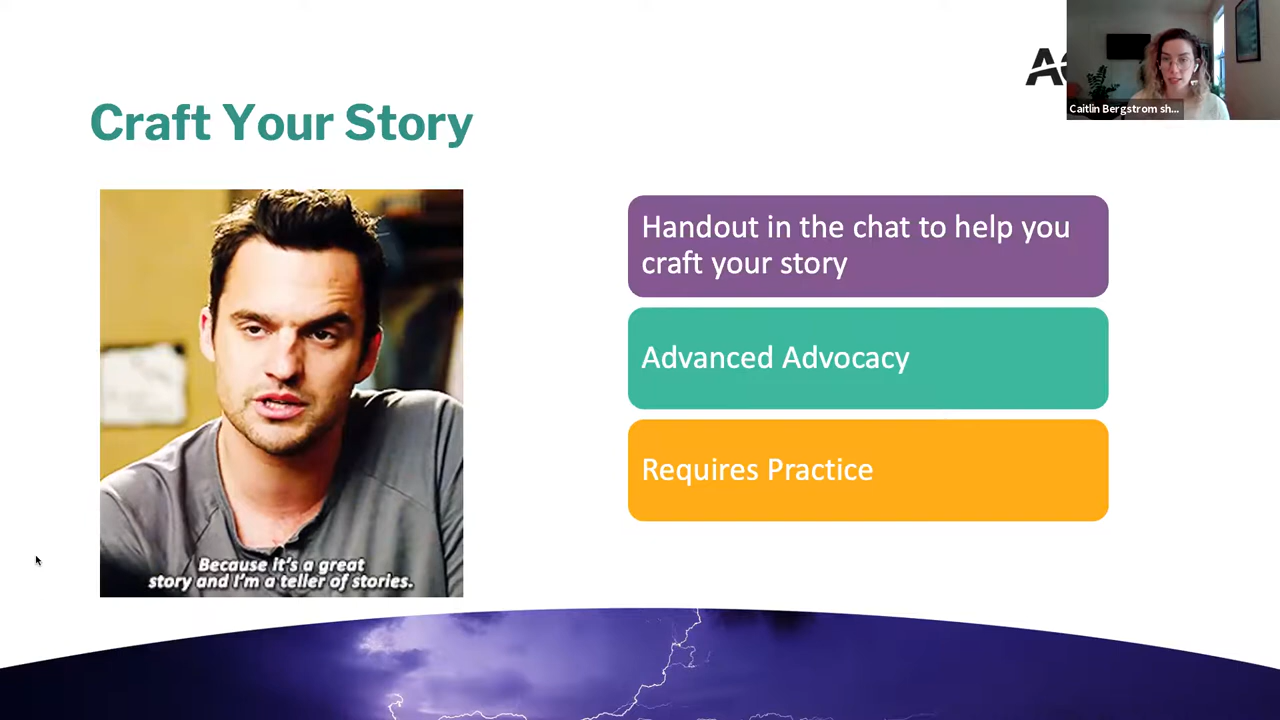 Caitlin Bergstrom sh...
Craft Your Story
Handout in the chat to help you
craft your story
Advanced Advocacy
Requires Practice
Because it's a great
story and I'm a teller of stories.